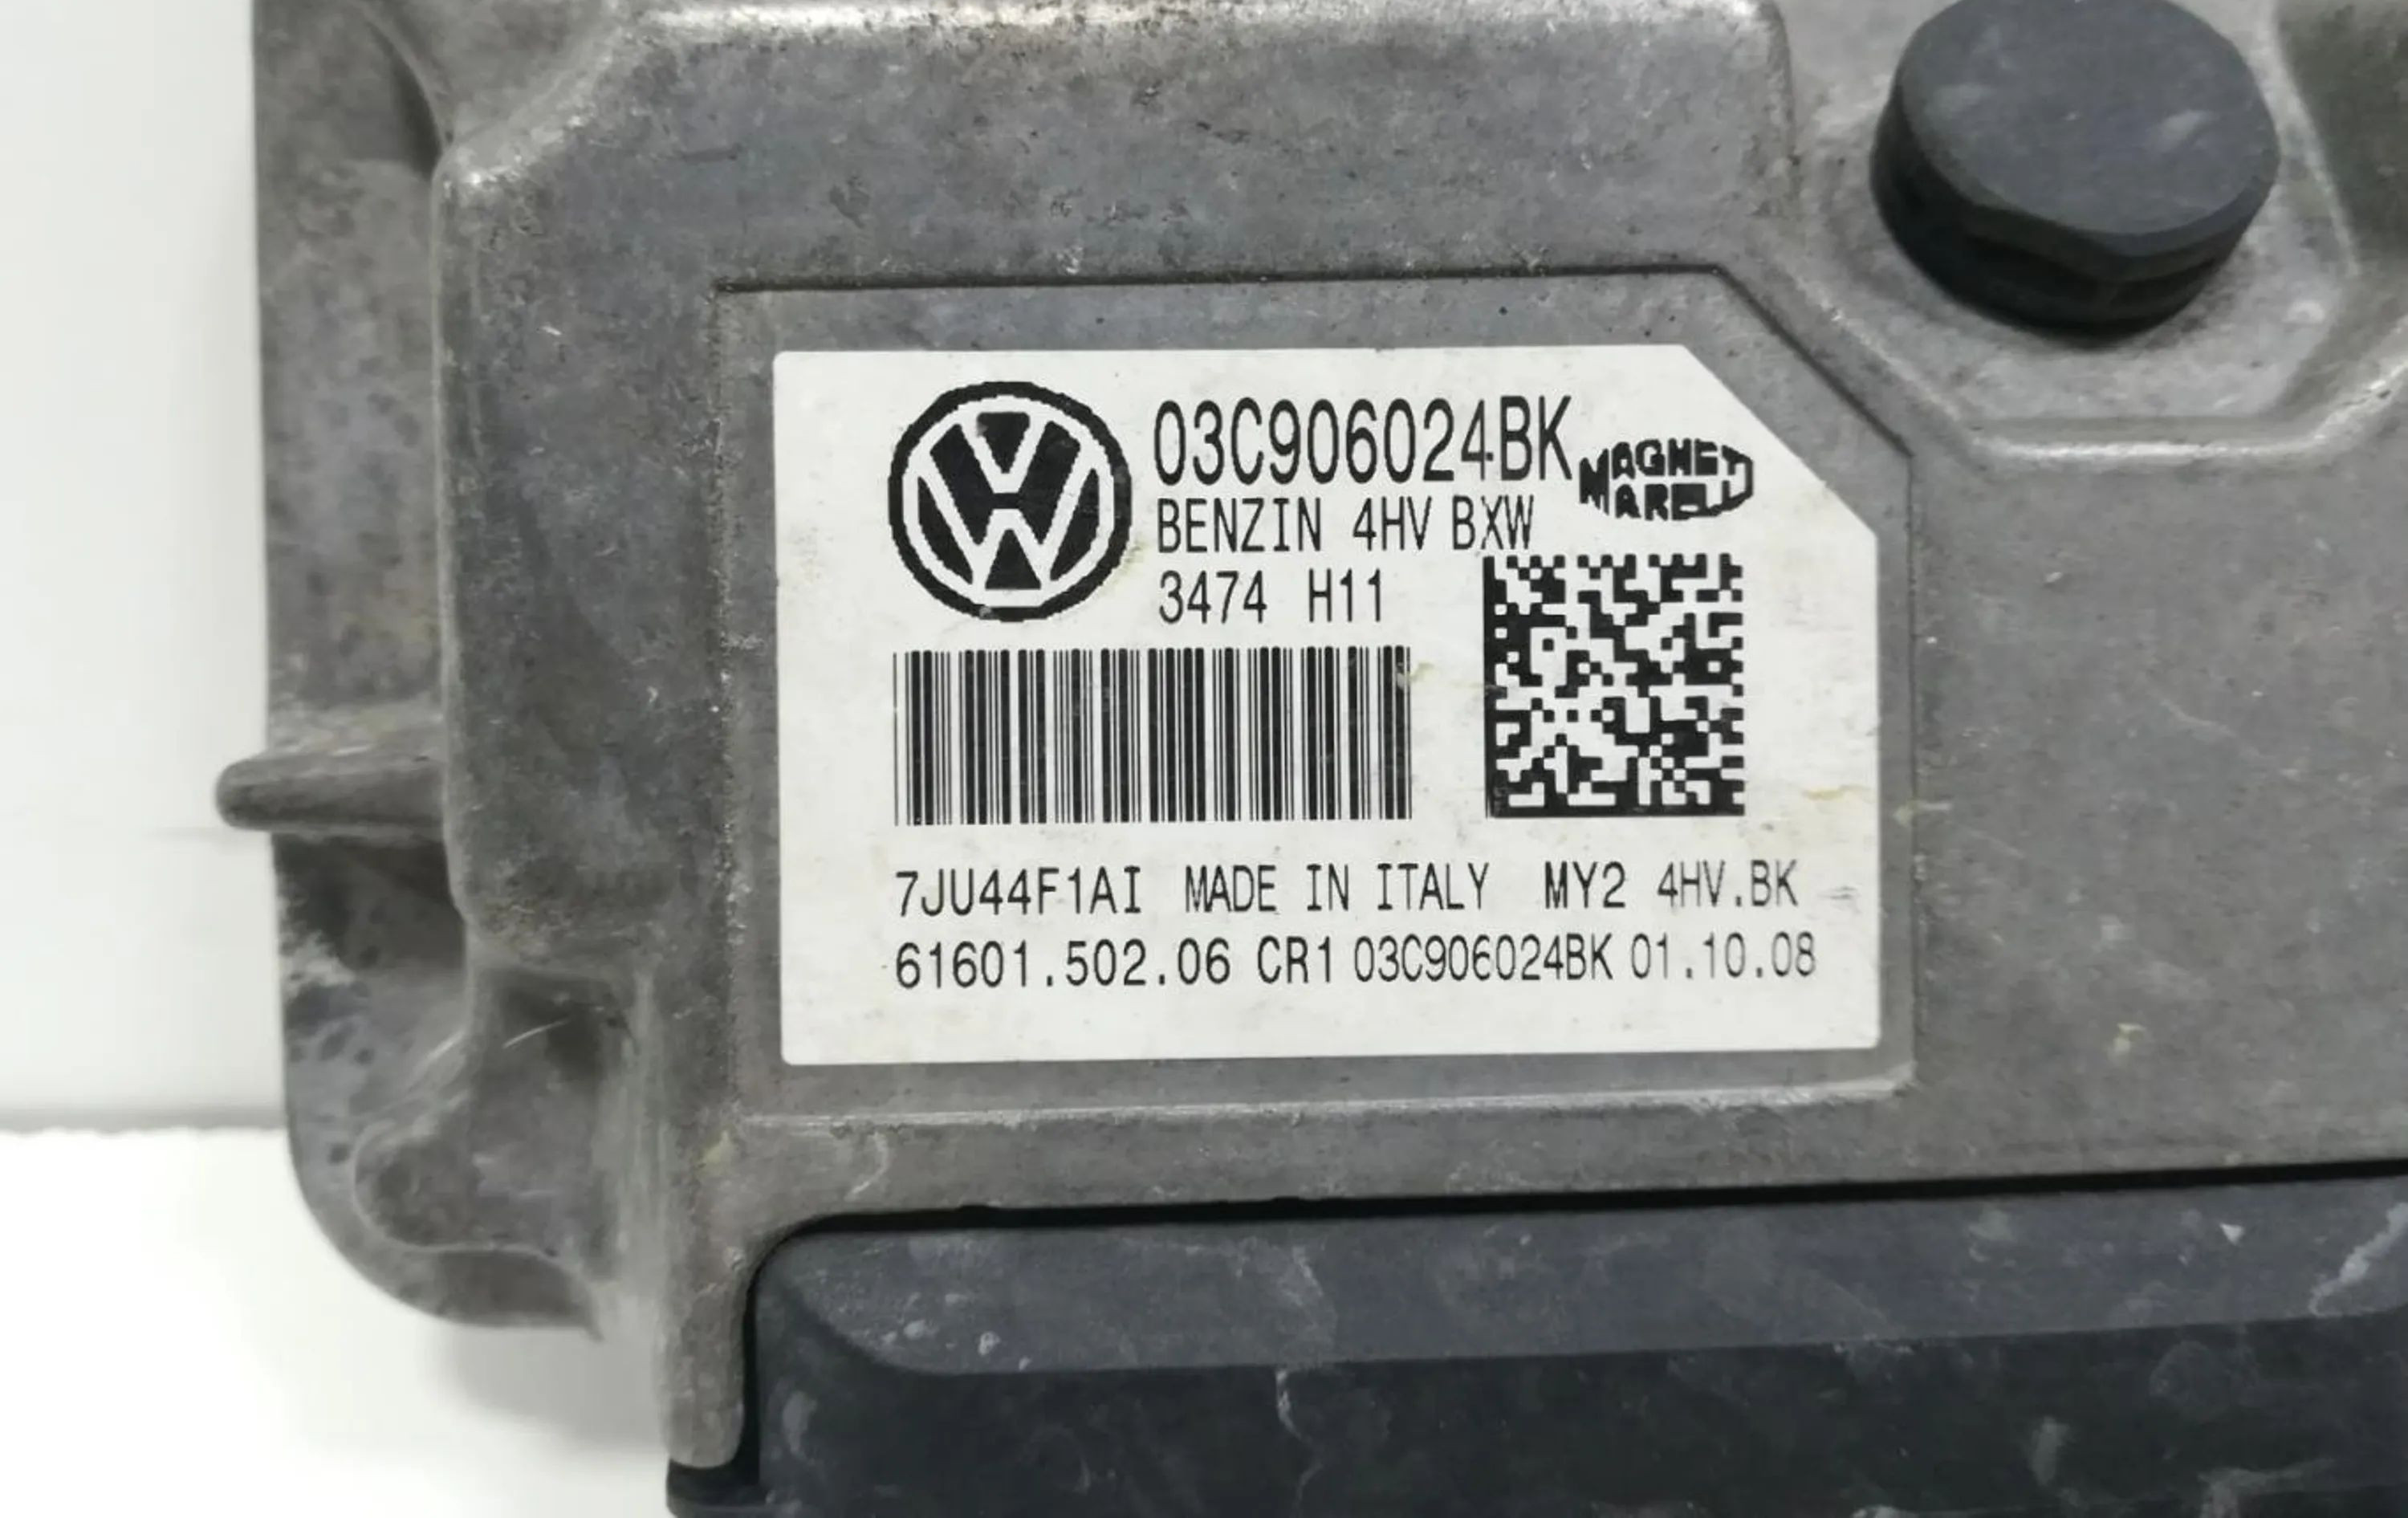 03C906024BK
MAGNETI
MARELLI
BENZIN 4HV BXW
3474 H11
7JU44F1AI MADE IN ITALY MY2 4HV.BK
61601.502.06 CR1 03C906024BK 01.10.08